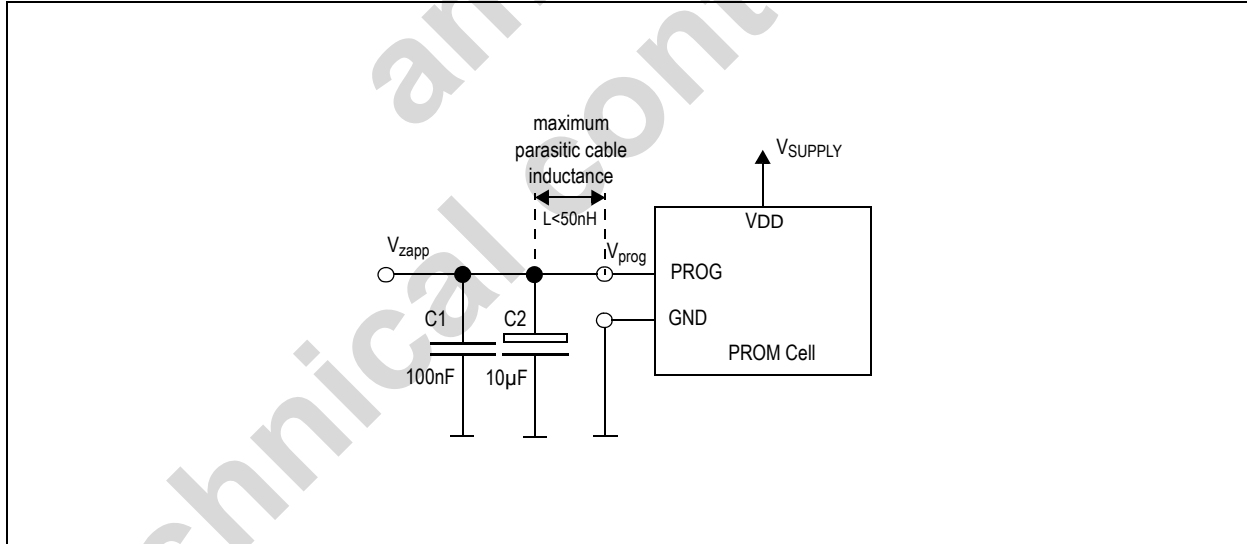 maximum
parasitic cable
inductance
L<50nH
VSUPPLY
VDD
Vzapp
Vprog
PROG
GND
C1
C2
PROM Cell
100nF
10µF